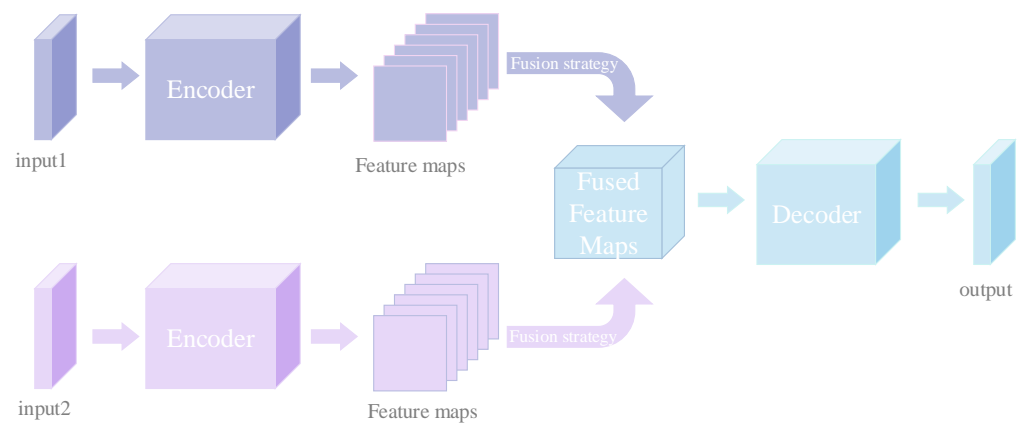 input1
Encoder
Feature maps
Fusion strategy
Fused
Feature
Maps
Decoder
output
input2
Encoder
Feature maps
Fusion strategy